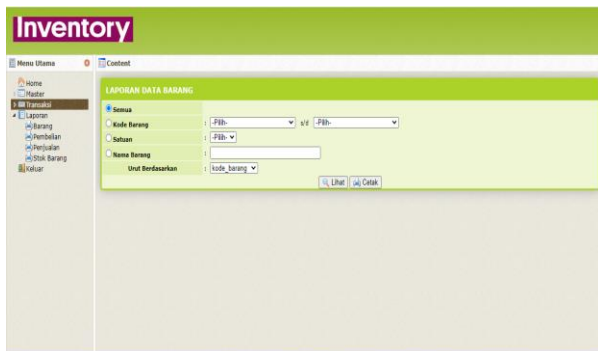 Inventory
Menu Utama
Content
Home
Master
Transaksi
Laporan
Barang
Pembelian
Penjualan
Stok Barang
Keluar
LAPORAN DATA BARANG
Semua
Kode Barang : -Pilih- s/d -Pilih-
Satuan : -Pilih-
Nama Barang :
Urut Berdasarkan : kode_barang
Lihat Cetak